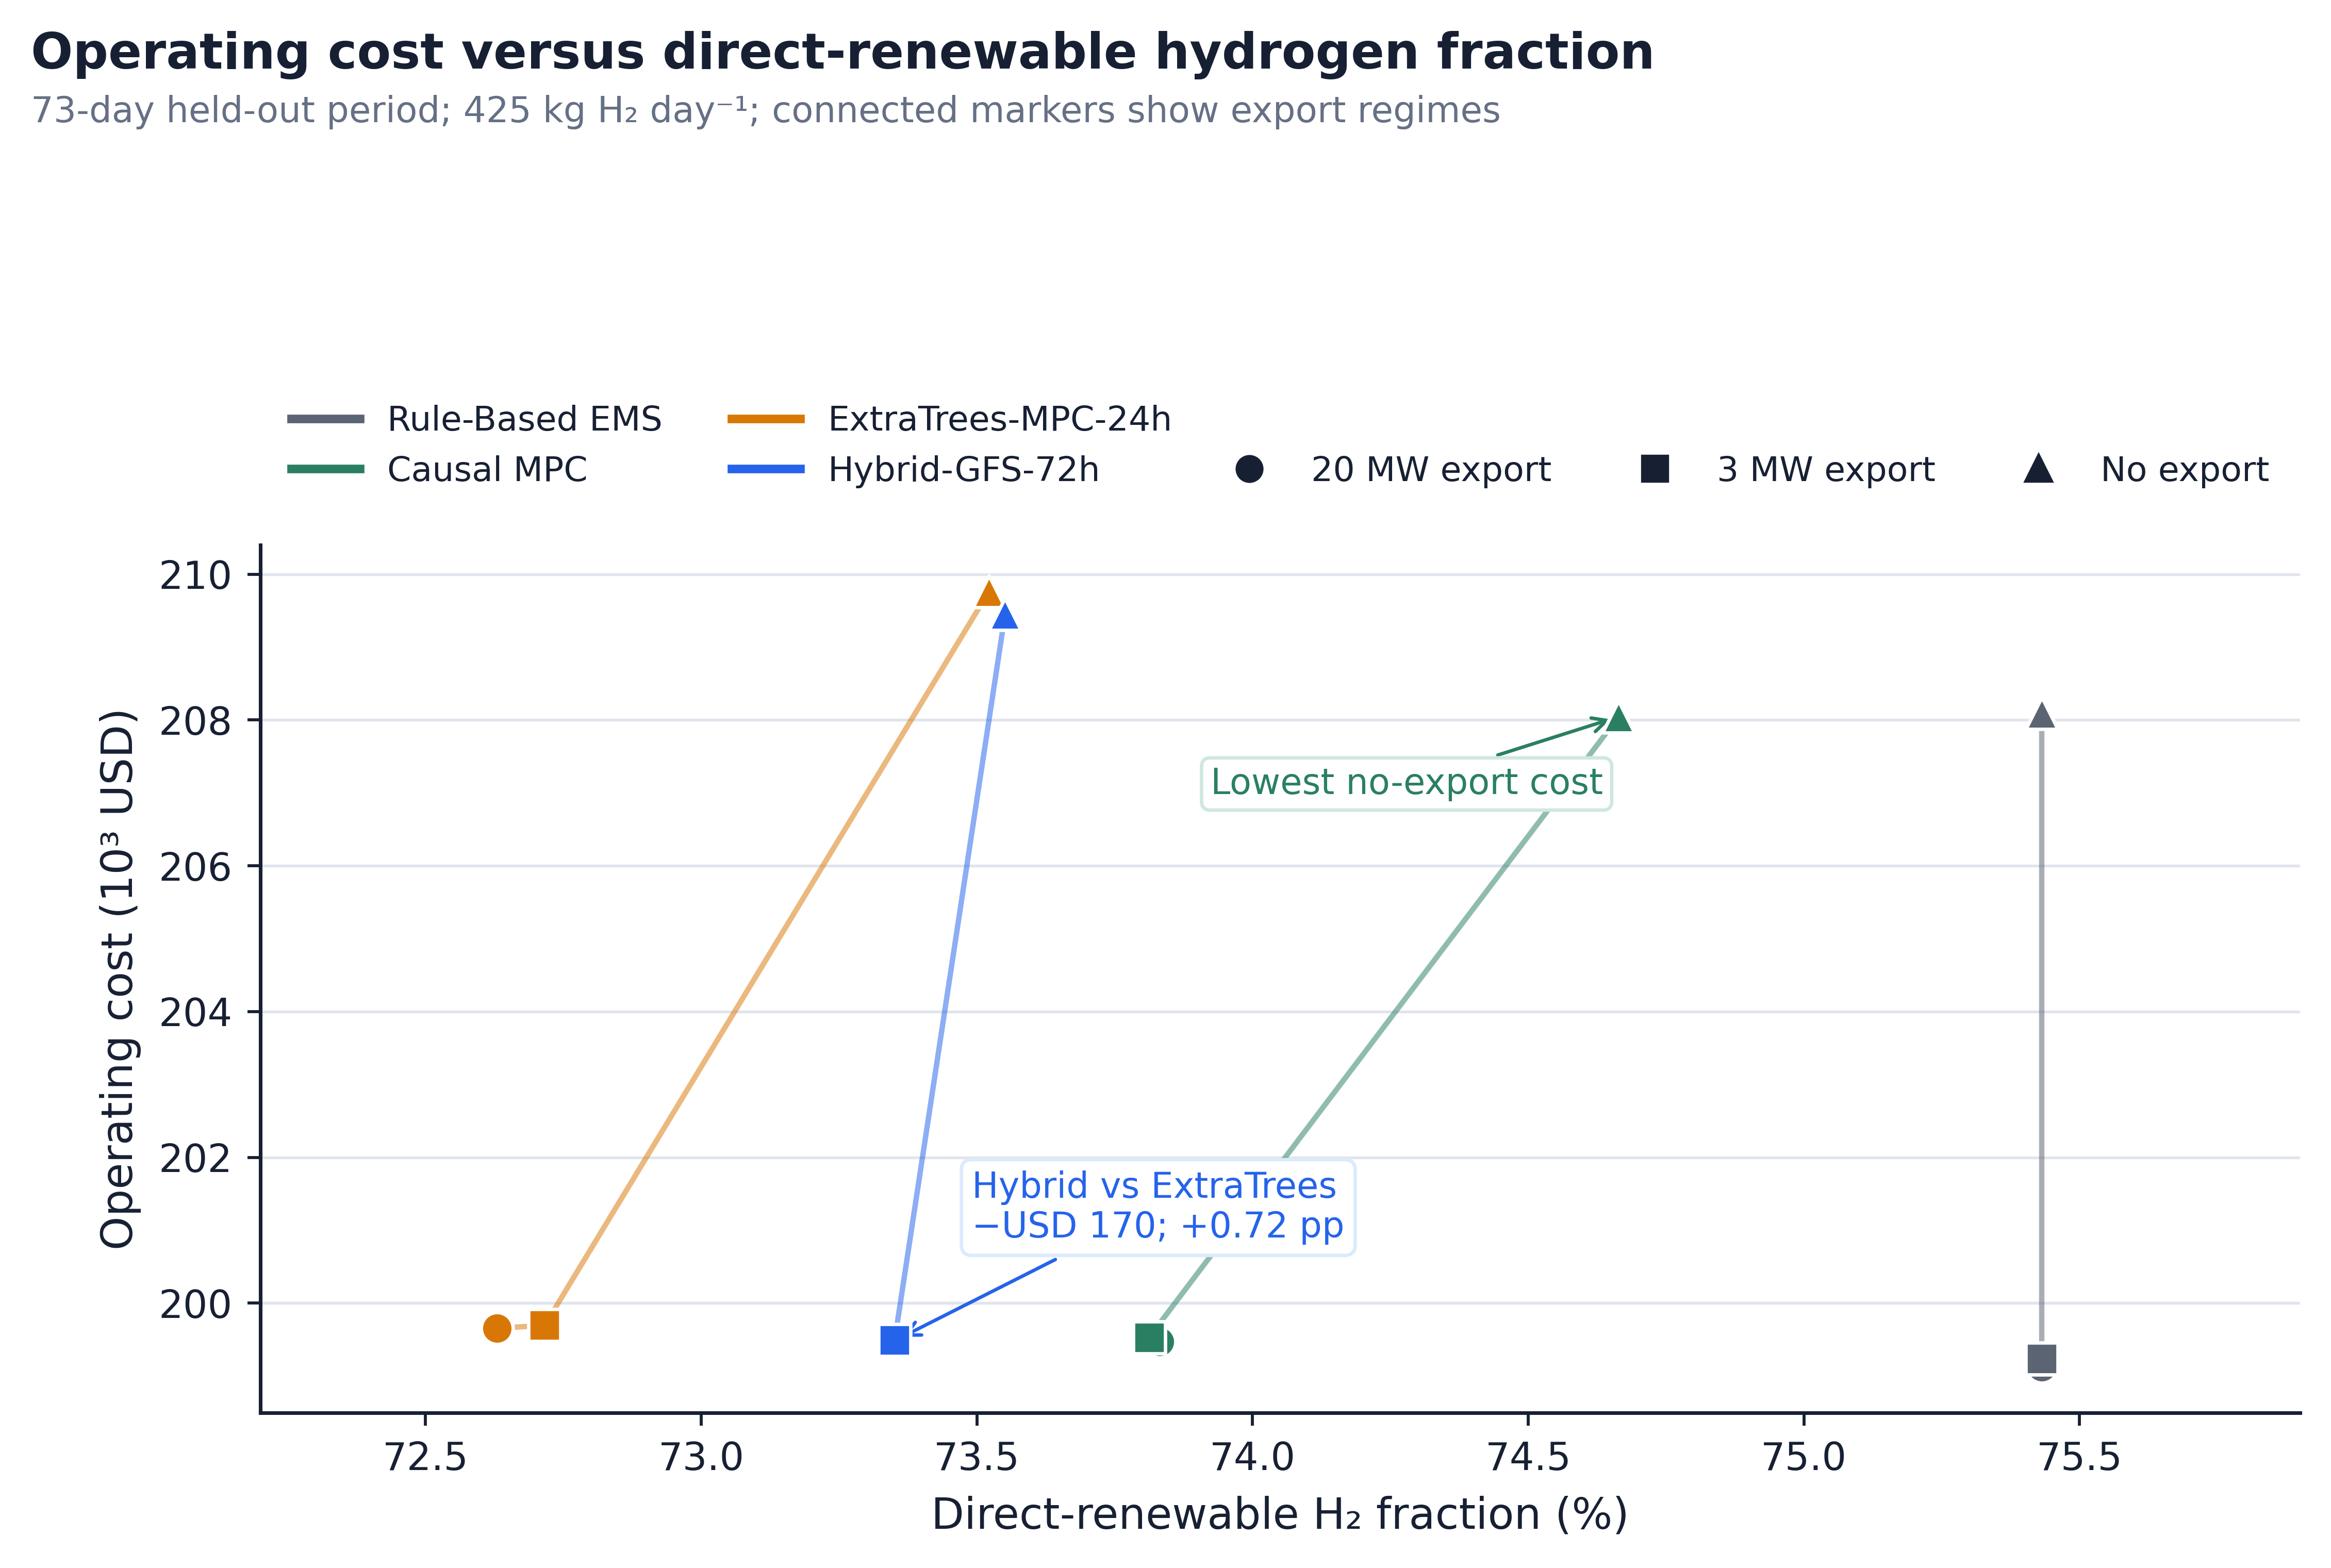 Operating cost versus direct-renewable hydrogen fraction
73-day held-out period; 425 kg H₂ day⁻¹; connected markers show export regimes
Rule-Based EMS
Causal MPC
ExtraTrees-MPC-24h
Hybrid-GFS-72h
20 MW export
3 MW export
No export
Operating cost (10³ USD)
210
208
206
204
202
200
Lowest no-export cost
Hybrid vs ExtraTrees
−USD 170; +0.72 pp
72.5
73.0
73.5
74.0
74.5
75.0
75.5
Direct-renewable H₂ fraction (%)